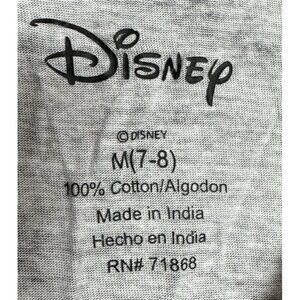 Disney
© DISNEY
M(7-8)
100% Cotton/Algodon
Made in India
Hecho en India
RN# 71868